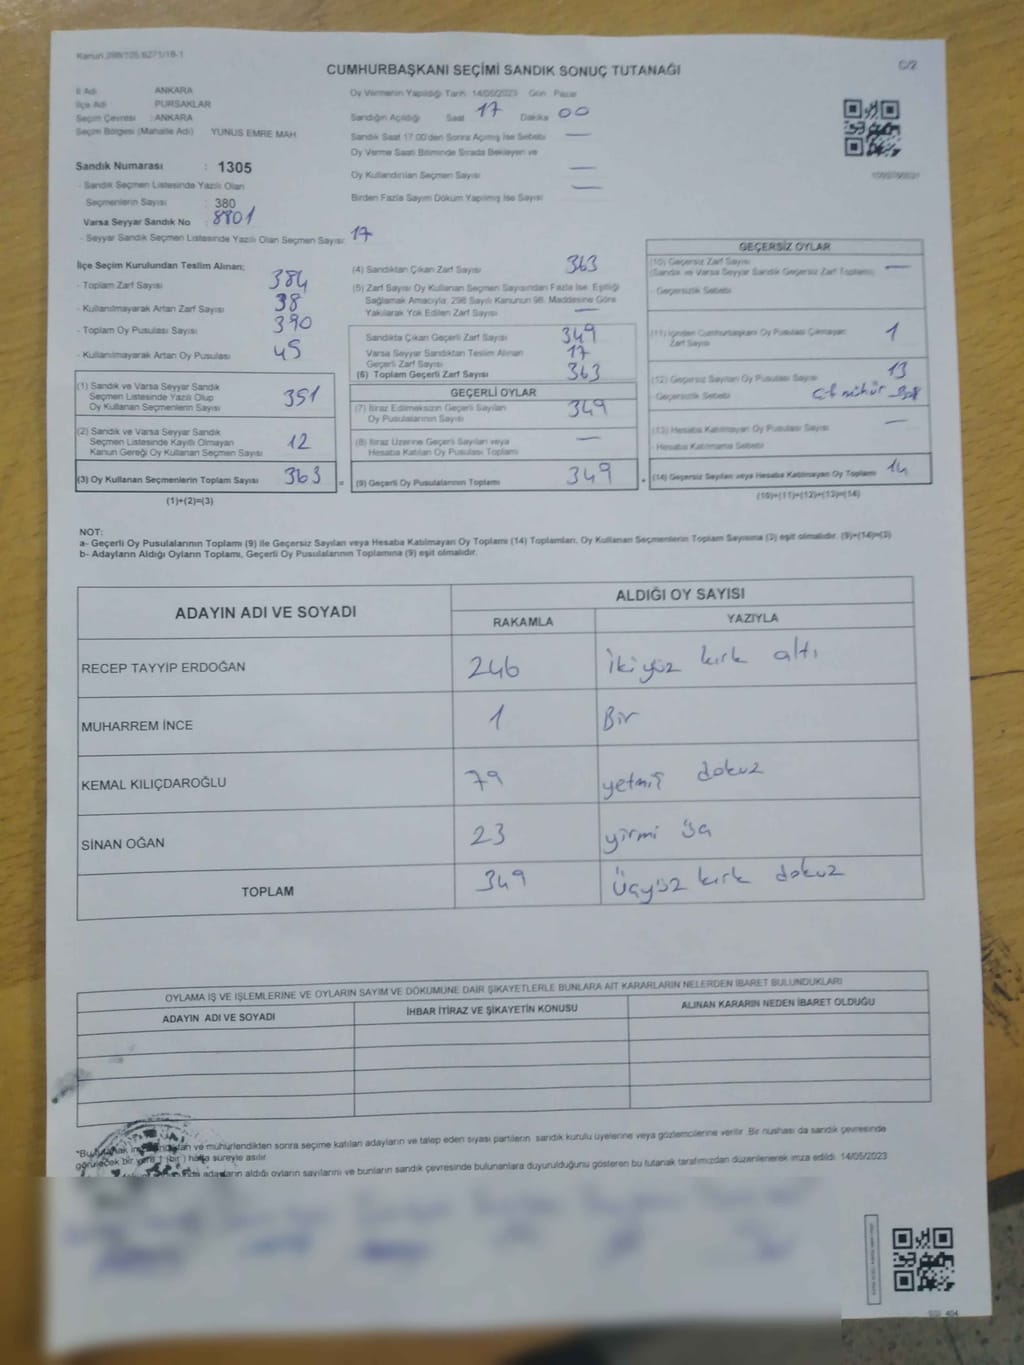 Kanun 298/105 6271/18-1
CUMHURBAŞKANI SEÇİMİ SANDIK SONUÇ TUTANAĞI
C/2
İl Adı ANKARA
İlçe Adı PURSAKLAR
Seçim Çevresi : ANKARA
Seçim Bölgesi (Mahalle Adı) YUNUS EMRE MAH.
Sandık Numarası : 1305
- Sandık Seçmen Listesinde Yazılı Olan
Seçmenlerin Sayısı : 380
Varsa Seyyar Sandık No : 8801
- Seyyar Sandık Seçmen Listesinde Yazılı Olan Seçmen Sayısı: 17
Oy Vermenin Yapıldığı Tarih 14/05/2023 Gün Pazar
Sandığın Açıldığı Saat 17 Dakika 00
Sandık Saat 17.00'den Sonra Açılmış İse Sebebi —
Oy Verme Saati Bitiminde Sırada Bekleyen ve
Oy Kullandırılan Seçmen Sayısı —
Birden Fazla Sayım Döküm Yapılmış İse Sayısı —
İlçe Seçim Kurulundan Teslim Alınan;
- Toplam Zarf Sayısı 384
- Kullanılmayarak Artan Zarf Sayısı 38
- Toplam Oy Pusulası Sayısı 390
- Kullanılmayarak Artan Oy Pusulası 45
(1) Sandık ve Varsa Seyyar Sandık
Seçmen Listesinde Yazılı Olup
Oy Kullanan Seçmenlerin Sayısı 351
(2) Sandık ve Varsa Seyyar Sandık
Seçmen Listesinde Kayıtlı Olmayan
Kanun Gereği Oy Kullanan Seçmen Sayısı 12
(3) Oy Kullanan Seçmenlerin Toplam Sayısı 363 =
(1)+(2)=(3)
(4) Sandıktan Çıkan Zarf Sayısı 363
(5) Zarf Sayısı Oy Kullanan Seçmen Sayısından Fazla İse, Eşitliği
Sağlamak Amacıyla, 298 Sayılı Kanunun 98. Maddesine Göre
Yakılarak Yok Edilen Zarf Sayısı —
Sandıkta Çıkan Geçerli Zarf Sayısı 349
Varsa Seyyar Sandıktan Teslim Alınan 17
Geçerli Zarf Sayısı
(6) Toplam Geçerli Zarf Sayısı 363
GEÇERLİ OYLAR
(7) İtiraz Edilmeksizin Geçerli Sayılan 349
Oy Pusulasının Sayısı
(8) İtiraz Üzerine Geçerli Sayılan veya —
Hesaba Katılan Oy Pusulası Toplamı
(9) Geçerli Oy Pusulalarının Toplamı 349 +
GEÇERSİZ OYLAR
(10) Geçersiz Zarf Sayısı —
(Sandık ve Varsa Seyyar Sandık Geçersiz Zarf Toplamı)
- Geçersizlik Sebebi
(11) İçinden Cumhurbaşkanı Oy Pusulası Çıkmayan 1
Zarf Sayısı
(12) Geçersiz Sayılan Oy Pusulası Sayısı 13
- Geçersizlik Sebebi Çift mühür
(13) Hesaba Katılmayan Oy Pusulası Sayısı —
- Hesaba Katılmama Sebebi
(14) Geçersiz Sayılan veya Hesaba Katılmayan Oy Toplamı 14
(10)+(11)+(12)+(13)=(14)
NOT:
a- Geçerli Oy Pusulalarının Toplamı (9) ile Geçersiz Sayılan veya Hesaba Katılmayan Oy Toplamı (14) Toplamları, Oy Kullanan Seçmenlerin Toplam Sayısına (3) eşit olmalıdır. (9)+(14)=(3)
b- Adayların Aldığı Oyların Toplamı, Geçerli Oy Pusulalarının Toplamına (9) eşit olmalıdır.
ADAYIN ADI VE SOYADI
ALDIĞI OY SAYISI
RAKAMLA YAZIYLA
RECEP TAYYİP ERDOĞAN 246 İkiyüz kırk altı
MUHARREM İNCE 1 Bir
KEMAL KILIÇDAROĞLU 79 yetmiş dokuz
SİNAN OĞAN 23 yirmi üç
TOPLAM 349 Üçyüz kırk dokuz
OYLAMA İŞ VE İŞLEMLERİNE VE OYLARIN SAYIM VE DÖKÜMÜNE DAİR ŞİKAYETLERLE BUNLARA AİT KARARLARIN NELERDEN İBARET BULUNDUKLARI
ADAYIN ADI VE SOYADI İHBAR İTİRAZ VE ŞİKAYETİN KONUSU ALINAN KARARIN NEDEN İBARET OLDUĞU
*Bu tutanak ve mühürlendikten sonra seçime katılan adayların ve talep eden siyasi partilerin sandık kurulu üyelerine veya gözlemcilerine verilir. Bir nüshası da sandık çevresinde
görülecek bir yere 1 (bir) hafta süreyle asılır.
adayların aldığı oyların sayılarını ve bunların sandık çevresinde bulunanlara duyurulduğunu gösteren bu tutanak tarafımızdan düzenlenerek imza edildi. 14/05/2023